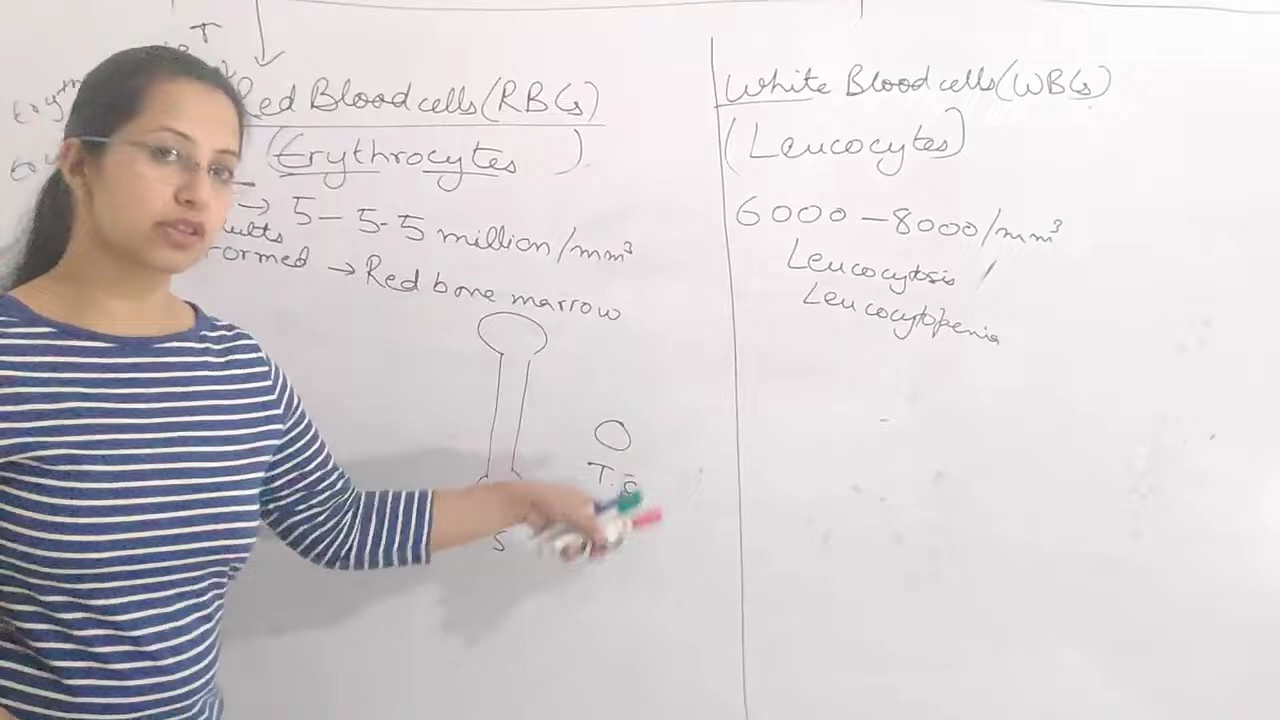 T
Red Blood cells (RBCs)
(Erythrocytes)
→ 5-5.5 million/mm³
ormed → Red bone marrow
T.C
S
White Blood cells (WBCs)
(Leucocytes)
6000-8000/mm³
Leucocytosis /
Leucocytopenia